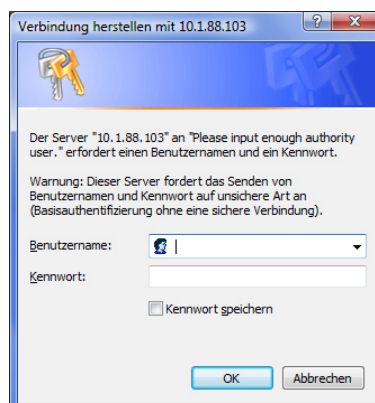 Verbindung herstellen mit 10.1.88.103
Der Server "10.1.88.103" an "Please input enough authority
user." erfordert einen Benutzernamen und ein Kennwort.
Warnung: Dieser Server fordert das Senden von
Benutzernamen und Kennwort auf unsichere Art an
(Basisauthentifizierung ohne eine sichere Verbindung).
Benutzername:
Kennwort:
Kennwort speichern
OK Abbrechen